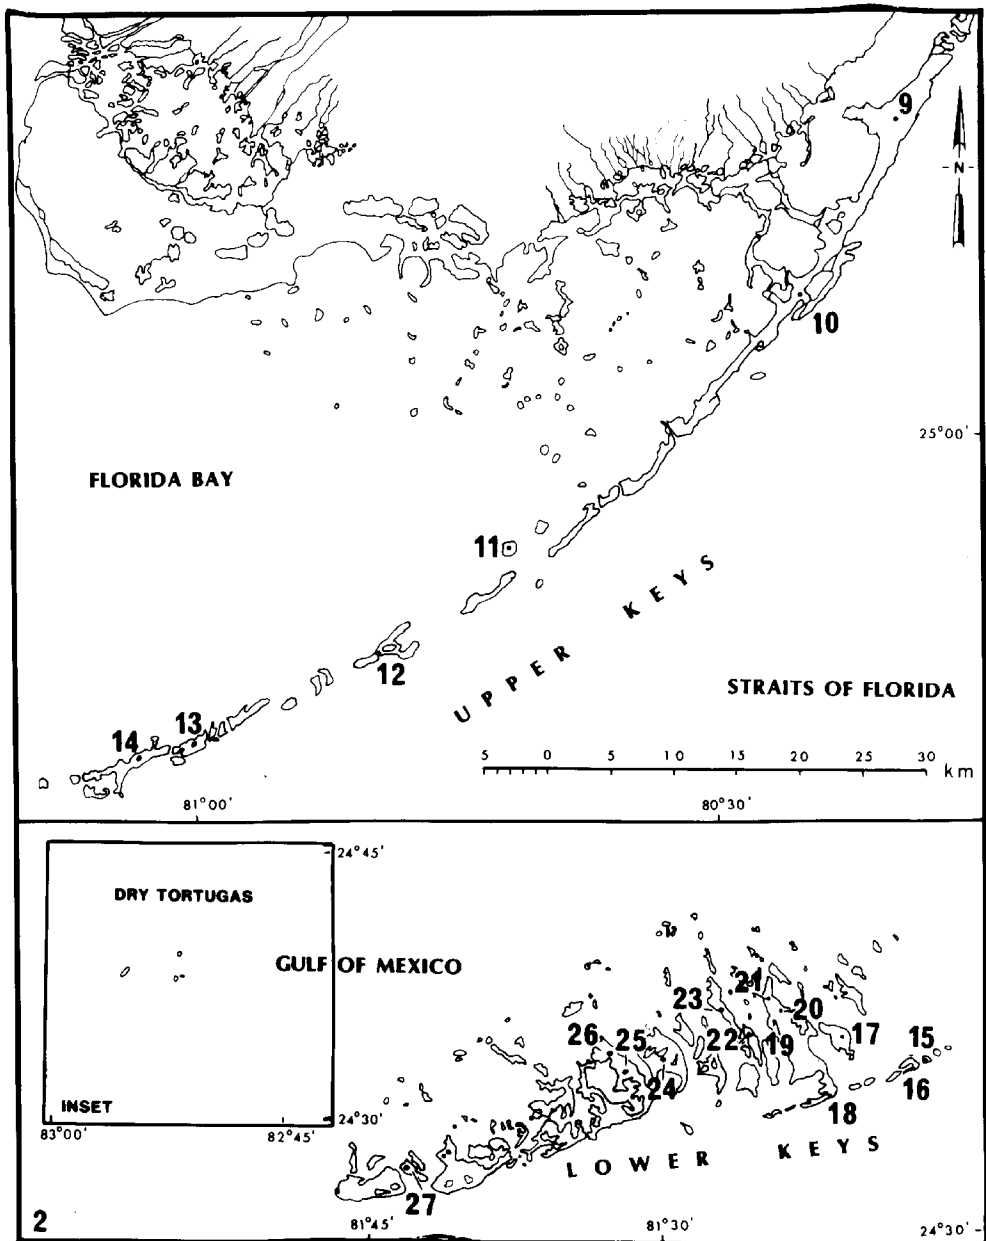 9
N
10
25°00'
FLORIDA BAY
11
UPPER KEYS
12
STRAITS OF FLORIDA
13
14
5 0 5 10 15 20 25 30 km
81°00' 80°30'
24°45'
DRY TORTUGAS
GULF OF MEXICO
21
23
20
26 25 22 19 17 15
24
16
18
INSET
24°30'
83°00' 82°45'
LOWER KEYS
27
2
81°45' 81°30' 24°30'